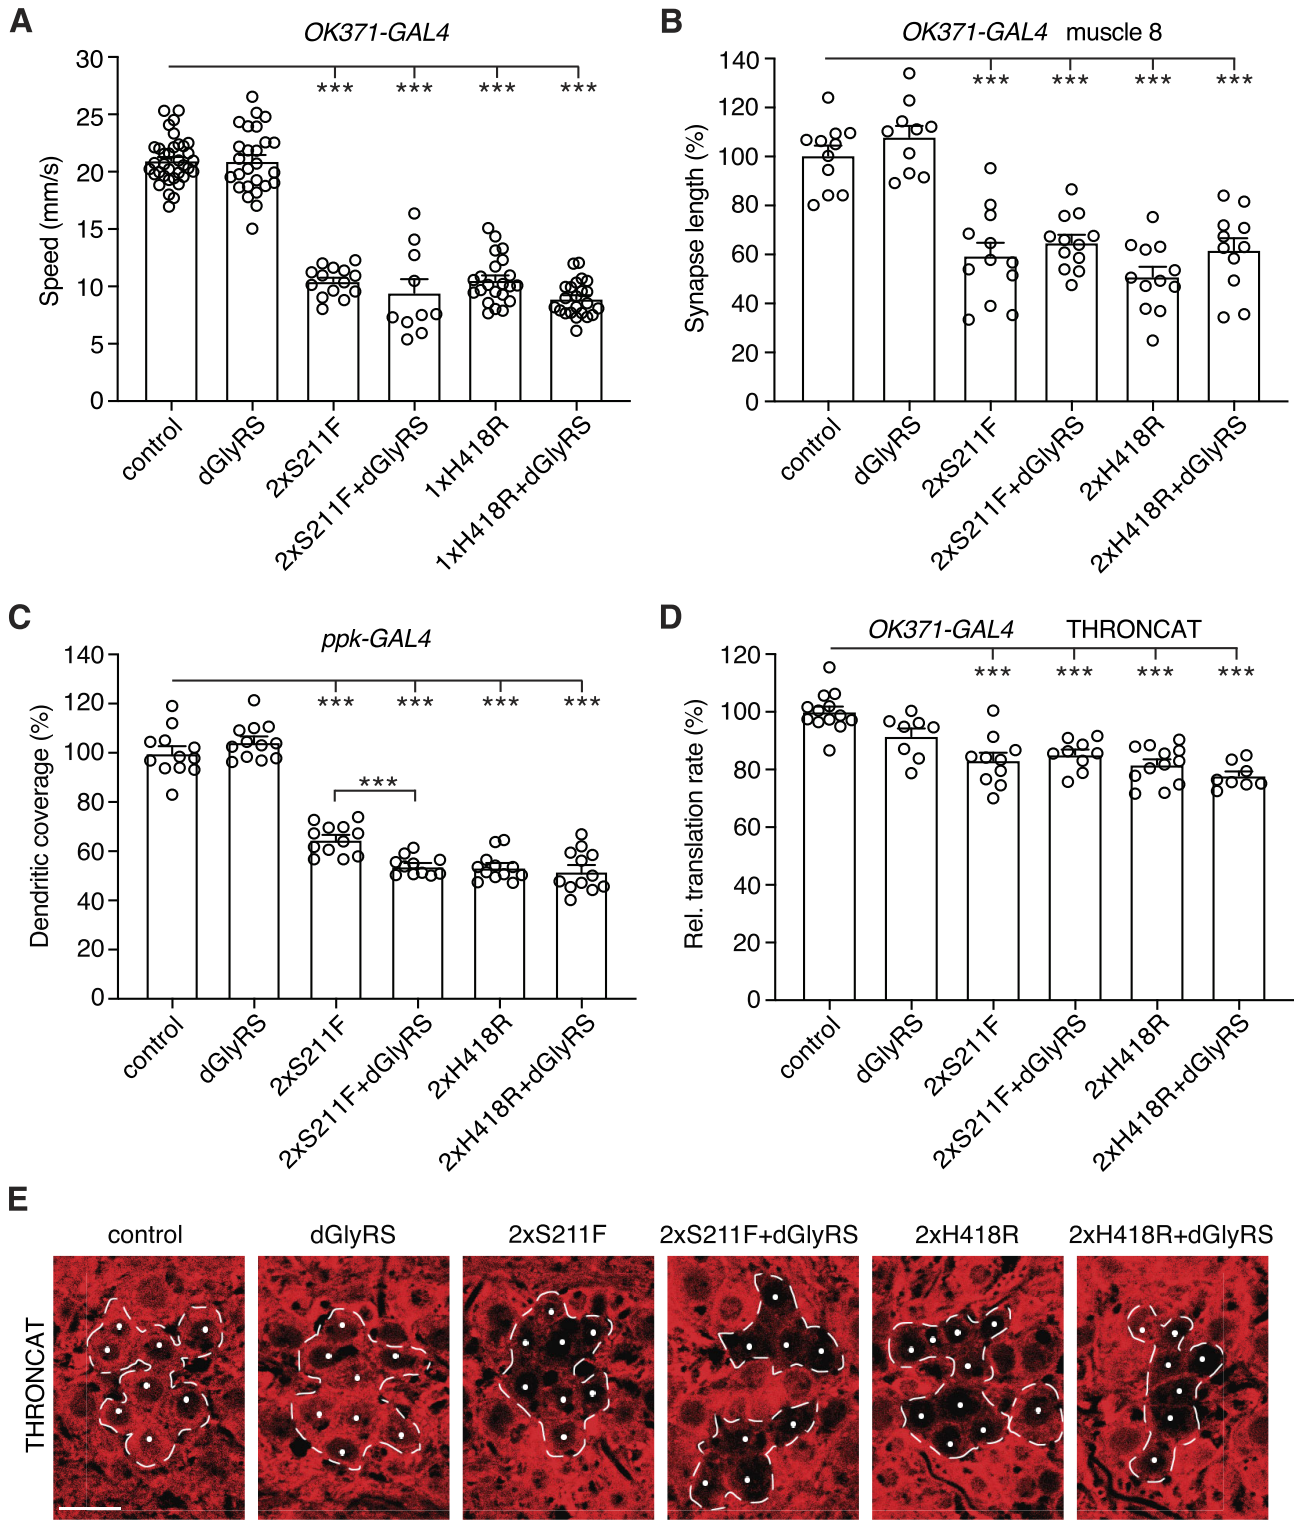 A
OK371-GAL4
Speed (mm/s)
30
25
20
15
10
5
0
*** *** *** ***
control
dGlyRS
2xS211F
2xS211F+dGlyRS
1xH418R
1xH418R+dGlyRS
B
OK371-GAL4 muscle 8
Synapse length (%)
140
120
100
80
60
40
20
0
*** *** *** ***
control
dGlyRS
2xS211F
2xS211F+dGlyRS
2xH418R
2xH418R+dGlyRS
C
ppk-GAL4
Dendritic coverage (%)
140
120
100
80
60
40
20
0
*** *** *** ***
***
control
dGlyRS
2xS211F
2xS211F+dGlyRS
2xH418R
2xH418R+dGlyRS
D
OK371-GAL4 THRONCAT
Rel. translation rate (%)
120
100
80
60
40
20
0
*** *** *** ***
control
dGlyRS
2xS211F
2xS211F+dGlyRS
2xH418R
2xH418R+dGlyRS
E
control dGlyRS 2xS211F 2xS211F+dGlyRS 2xH418R 2xH418R+dGlyRS
THRONCAT